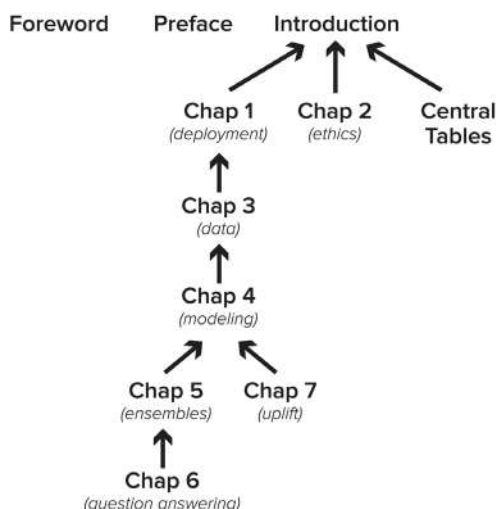 Foreword Preface Introduction
Chap 1 Chap 2 Central
(deployment) (ethics) Tables
Chap 3
(data)
Chap 4
(modeling)
Chap 5 Chap 7
(ensembles) (uplift)
Chap 6
(question answering)